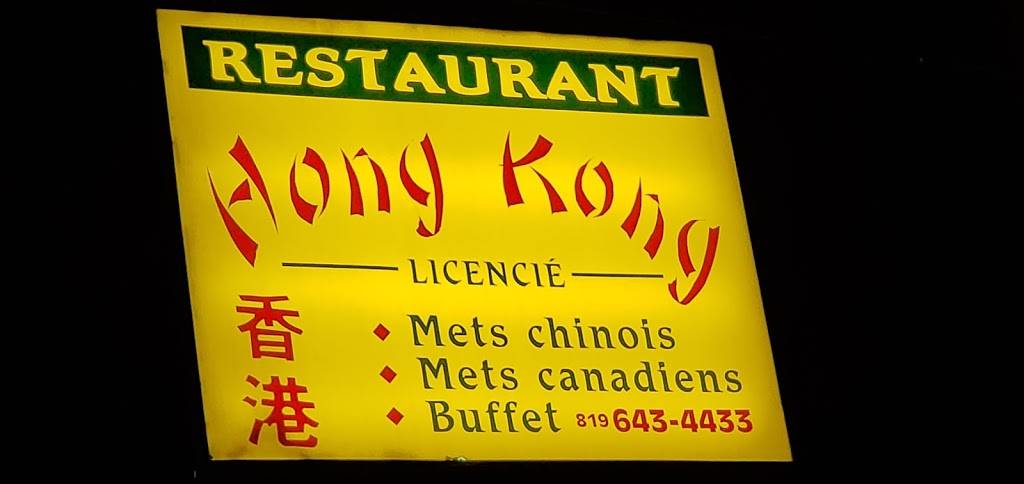 RESTAURANT
Hong Kong
LICENCIÉ
香港
♦ Mets chinois
♦ Mets canadiens
♦ Buffet 819 643-4433